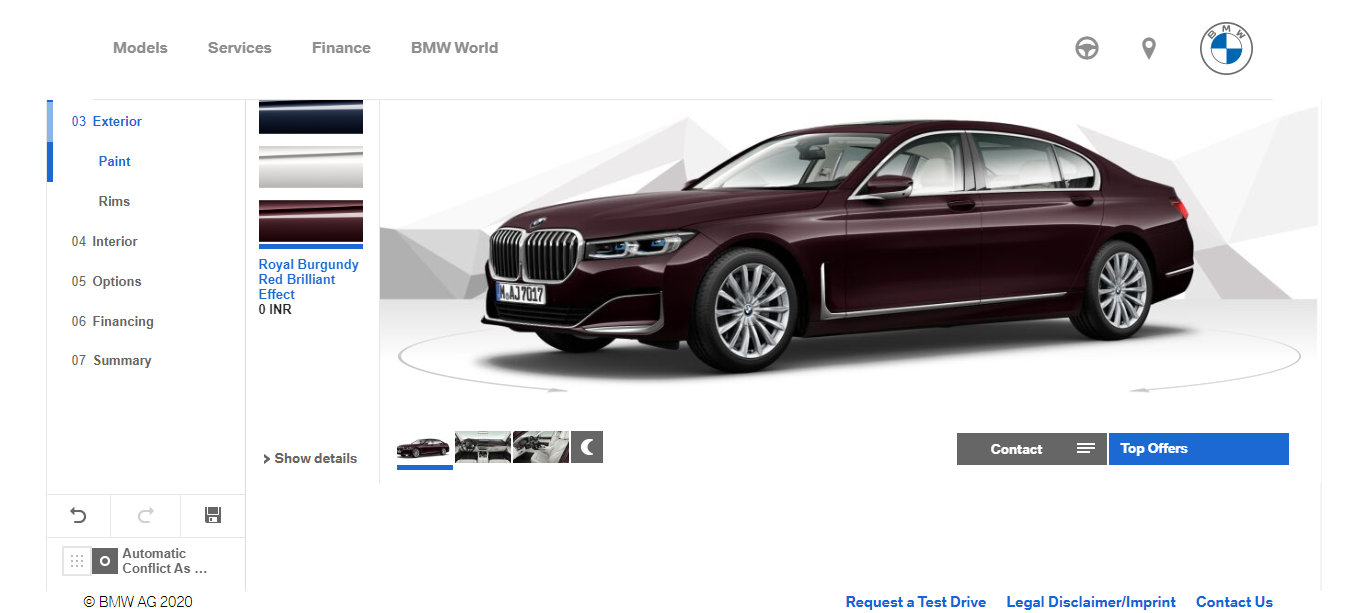 Models Services Finance BMW World
BMW
03 Exterior
Paint
Rims
04 Interior
05 Options
06 Financing
07 Summary
Royal Burgundy
Red Brilliant
Effect
0 INR
Show details
M AJ7017
Contact
Top Offers
Automatic
Conflict As ...
© BMW AG 2020
Request a Test Drive Legal Disclaimer/Imprint Contact Us